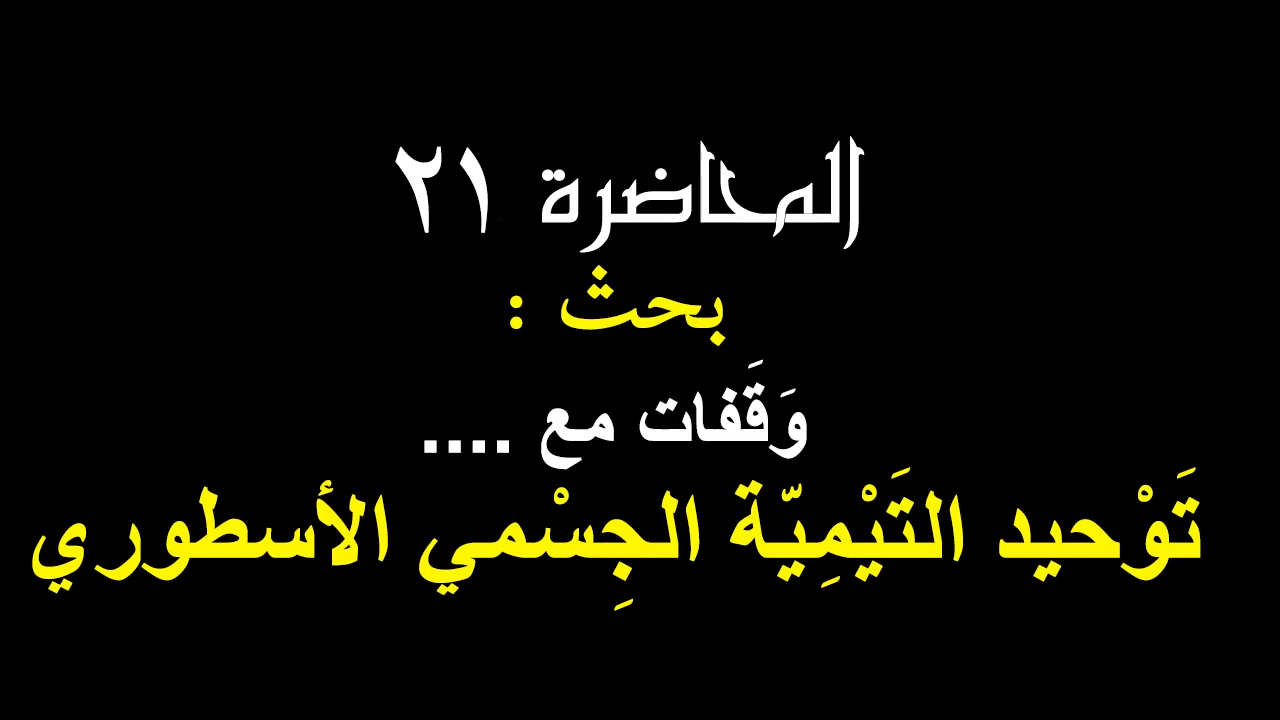 المحاضرة ٢١
بحث :
وَقَفات مع ....
تَوْحيد التَيْمِيّة الجِسْمي الأسطوري